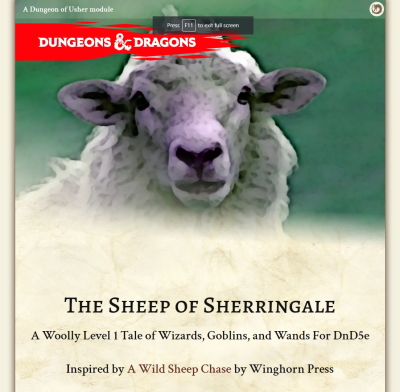 A Dungeon of Usher module
Press F11 to exit full screen
DUNGEONS & DRAGONS
The Sheep of Sherringale
A Woolly Level 1 Tale of Wizards, Goblins, and Wands For DnD5e
Inspired by A Wild Sheep Chase by Winghorn Press